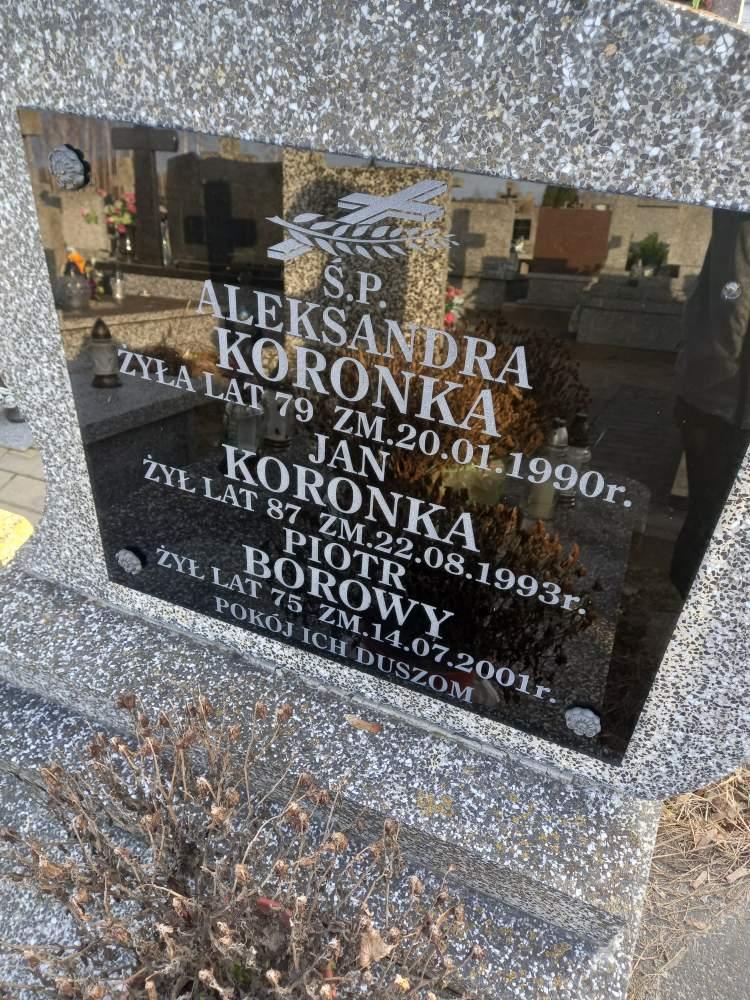 Ś.P.
ALEKSANDRA
KORONKA
ŻYŁA LAT 79 ZM.20.01.1990r.
JAN
KORONKA
ŻYŁ LAT 87 ZM.22.08.1993r.
PIOTR
BOROWY
ŻYŁ LAT 75 ZM.14.07.2001r.
POKÓJ ICH DUSZOM